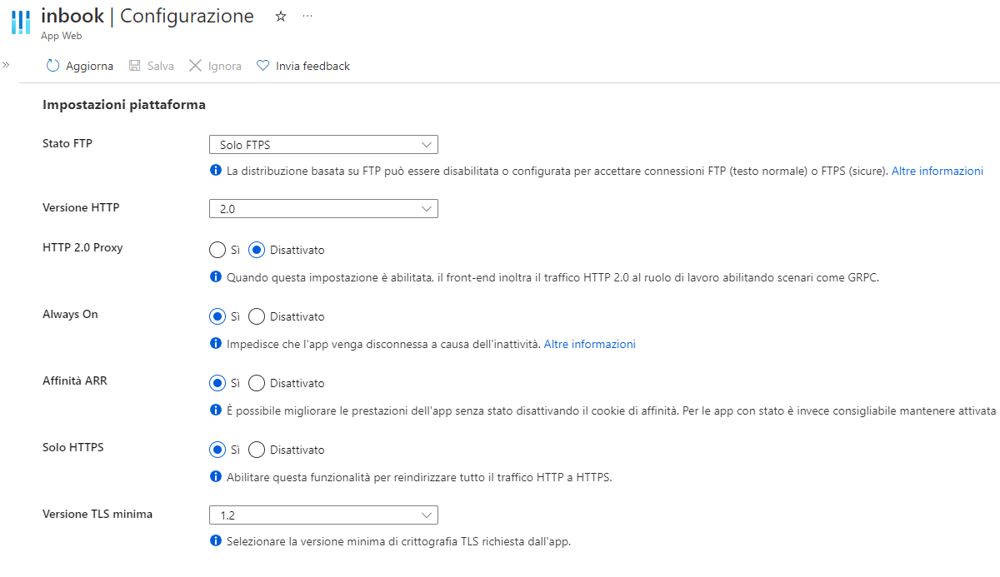 inbook | Configurazione
App Web
Aggiorna Salva Ignora Invia feedback
Impostazioni piattaforma
Stato FTP
Solo FTPS
La distribuzione basata su FTP può essere disabilitata o configurata per accettare connessioni FTP (testo normale) o FTPS (sicure). Altre informazioni
Versione HTTP
2.0
HTTP 2.0 Proxy
Sì Disattivato
Quando questa impostazione è abilitata, il front-end inoltra il traffico HTTP 2.0 al ruolo di lavoro abilitando scenari come GRPC.
Always On
Sì Disattivato
Impedisce che l'app venga disconnessa a causa dell'inattività. Altre informazioni
Affinità ARR
Sì Disattivato
È possibile migliorare le prestazioni dell'app senza stato disattivando il cookie di affinità. Per le app con stato è invece consigliabile mantenere attivata
Solo HTTPS
Sì Disattivato
Abilitare questa funzionalità per reindirizzare tutto il traffico HTTP a HTTPS.
Versione TLS minima
1.2
Selezionare la versione minima di crittografia TLS richiesta dall'app.